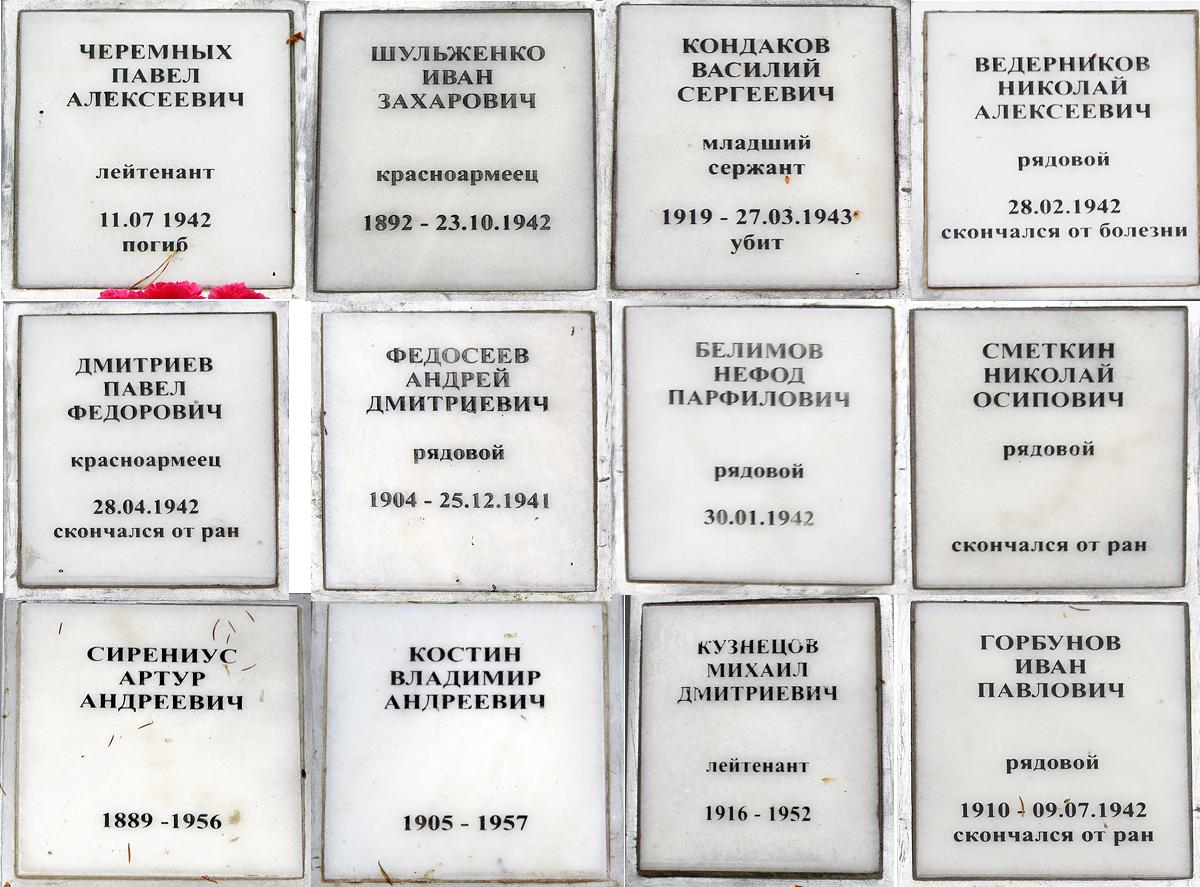 ЧЕРЕМНЫХ
ПАВЕЛ
АЛЕКСЕЕВИЧ
лейтенант
11.07 1942
погиб
ШУЛЬЖЕНКО
ИВАН
ЗАХАРОВИЧ
красноармеец
1892 - 23.10.1942
КОНДАКОВ
ВАСИЛИЙ
СЕРГЕЕВИЧ
младший
сержант
1919 - 27.03.1943
убит
ВЕДЕРНИКОВ
НИКОЛАЙ
АЛЕКСЕЕВИЧ
рядовой
28.02.1942
скончался от болезни
ДМИТРИЕВ
ПАВЕЛ
ФЕДОРОВИЧ
красноармеец
28.04.1942
скончался от ран
ФЕДОСЕЕВ
АНДРЕЙ
ДМИТРИЕВИЧ
рядовой
1904 - 25.12.1941
БЕЛИМОВ
НЕФОД
ПАРФИЛОВИЧ
рядовой
30.01.1942
СМЕТКИН
НИКОЛАЙ
ОСИПОВИЧ
рядовой
скончался от ран
СИРЕНИУС
АРТУР
АНДРЕЕВИЧ
1889 -1956
КОСТИН
ВЛАДИМИР
АНДРЕЕВИЧ
1905 - 1957
КУЗНЕЦОВ
МИХАИЛ
ДМИТРИЕВИЧ
лейтенант
1916 - 1952
ГОРБУНОВ
ИВАН
ПАВЛОВИЧ
рядовой
1910 - 09.07.1942
скончался от ран